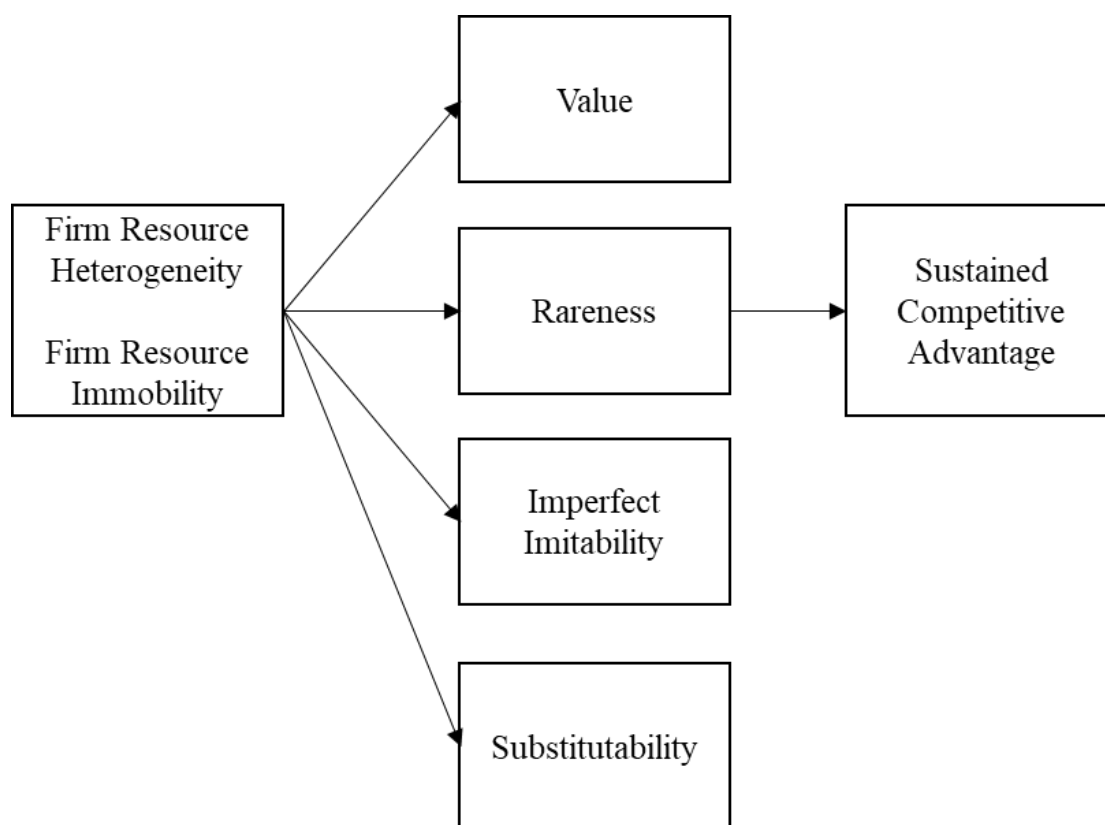 Firm Resource
Heterogeneity
Firm Resource
Immobility
Value
Rareness
Imperfect
Imitability
Substitutability
Sustained
Competitive
Advantage